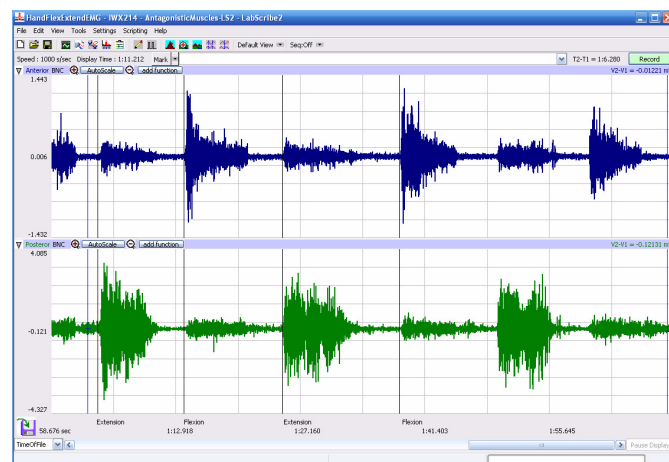 HandFlexExtendEMG - IWX214 - AntagonisticMuscles-LS2 - LabScribe2
File Edit View Tools Settings Scripting Help
Default View Seq:Off
Speed : 1000 s/sec Display Time : 1:11.212 Mark T2-T1 = 1:6.280 Record
Anterior BNC AutoScale add function V2-V1 = -0.01221
1.443
0.006
-1.432
Posterior BNC AutoScale add function V2-V1 = -0.12131
4.085
-0.121
-4.327
Extension Flexion Extension Flexion
58.676 sec 1:12.918 1:27.160 1:41.403 1:55.645
TimeOfFile Pause Display